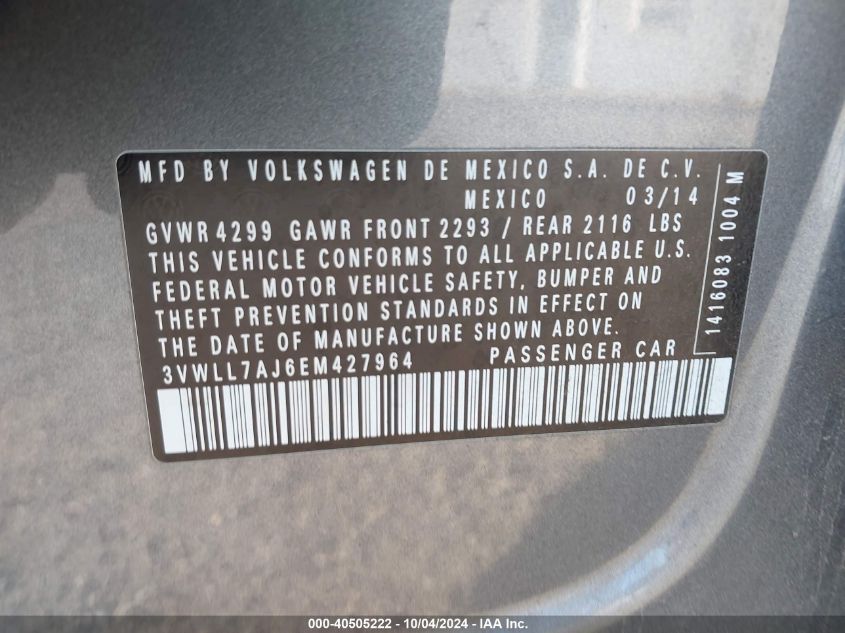 MFD BY VOLKSWAGEN DE MEXICO S.A. DE C.V.
MEXICO 03/14
GVWR 4299 GAWR FRONT 2293 / REAR 2116 LBS
THIS VEHICLE CONFORMS TO ALL APPLICABLE U.S.
FEDERAL MOTOR VEHICLE SAFETY, BUMPER AND
THEFT PREVENTION STANDARDS IN EFFECT ON
THE DATE OF MANUFACTURE SHOWN ABOVE.
3VWLL7AJ6EM427964 PASSENGER CAR
1416083 1004 M
000-40505222 - 10/04/2024 - IAA Inc.